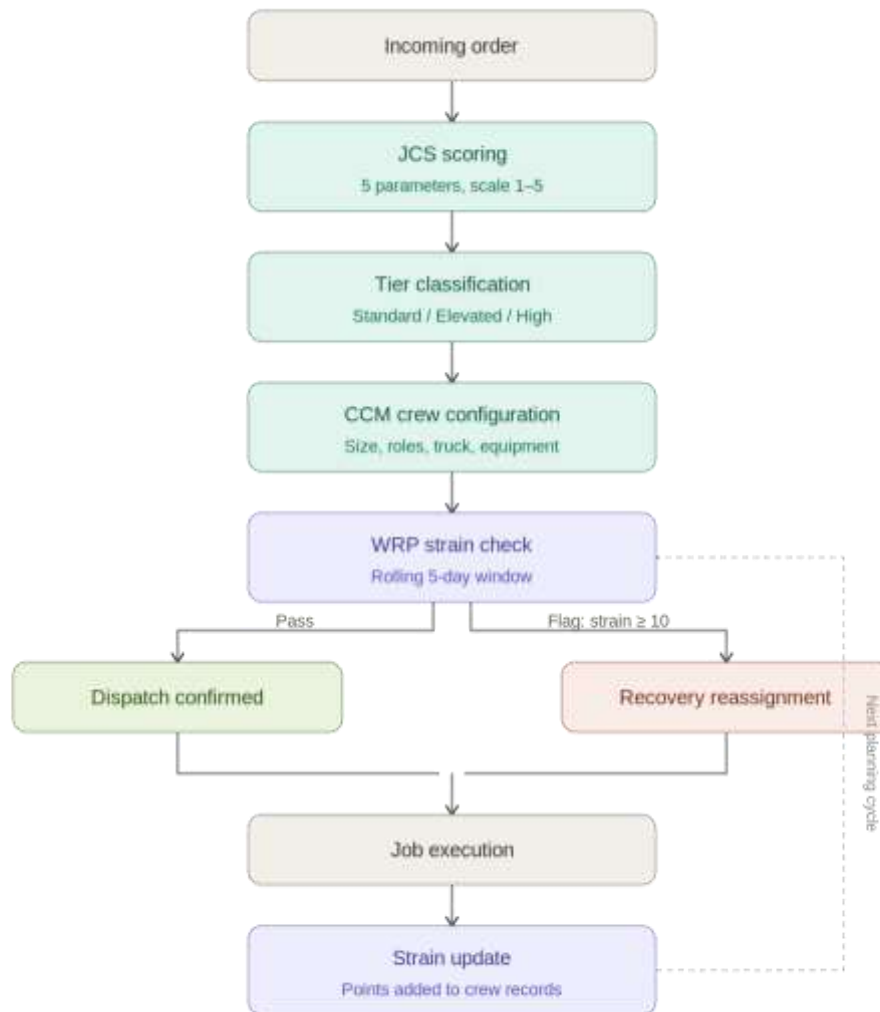 Incoming order
JCS scoring
5 parameters, scale 1–5
Tier classification
Standard / Elevated / High
CCM crew configuration
Size, roles, truck, equipment
WRP strain check
Rolling 5-day window
Pass
Flag: strain ≥ 10
Dispatch confirmed
Recovery reassignment
Next planning cycle
Job execution
Strain update
Points added to crew records